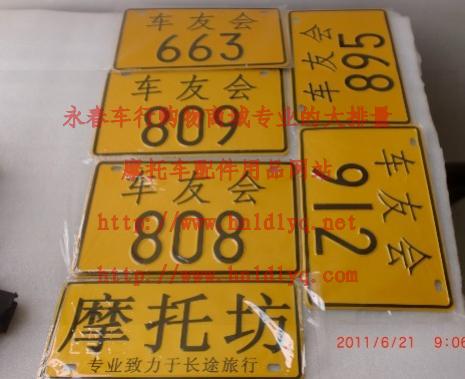 车友会
663
车友会
895
车友会
809
永春车行购物商城专业的大排量
摩托车配件用品网站
车友会
808
车友会
http://www.hnldlyq.net
http://www.hnldlyq.com
摩托坊
专业致力于长途旅行
2011/6/21 9:06